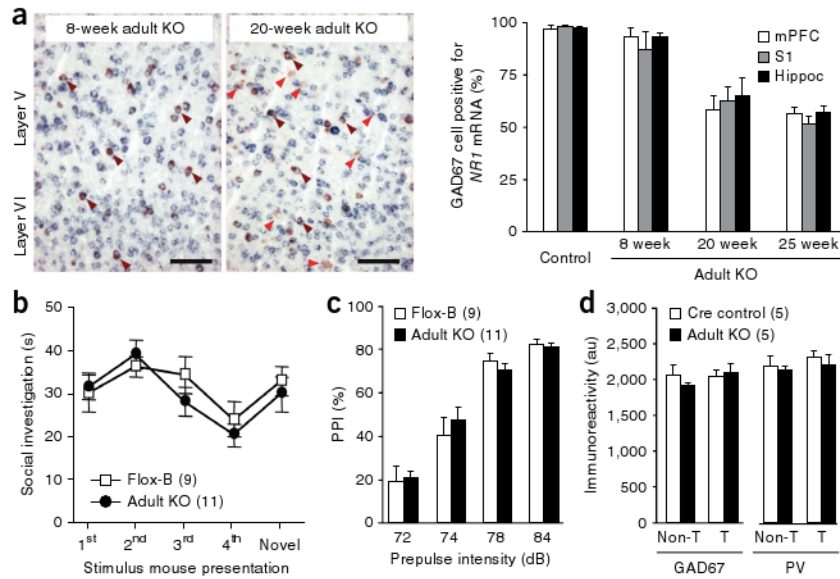 a
8-week adult KO
20-week adult KO
Layer V
Layer VI
GAD67 cell positive for
NR1 mRNA (%)
100
75
50
25
0
mPFC
S1
Hippoc
Control
8 week
20 week
25 week
Adult KO
b
Social investigation (s)
50
40
30
20
10
0
Flox-B (9)
Adult KO (11)
1st
2nd
3rd
4th
Novel
Stimulus mouse presentation
c
PPI (%)
100
80
60
40
20
0
Flox-B (9)
Adult KO (11)
72
74
78
84
Prepulse intensity (dB)
d
Immunoreactivity (au)
3,000
2,500
2,000
1,500
1,000
500
0
Cre control (5)
Adult KO (5)
Non-T
T
Non-T
T
GAD67
PV